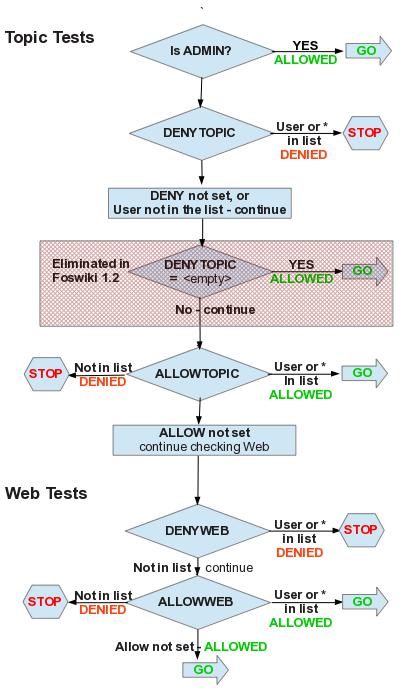 Topic Tests
Is ADMIN?
YES
ALLOWED
GO
DENYTOPIC
User or *
in list
DENIED
STOP
DENY not set, or
User not in the list - continue
Eliminated in
Foswiki 1.2
DENYTOPIC
= <empty>
YES
ALLOWED
GO
No - continue
STOP
Not in list
DENIED
ALLOWTOPIC
User or *
In list
ALLOWED
GO
ALLOW not set
continue checking Web
Web Tests
DENYWEB
User or *
in list
DENIED
STOP
Not in list continue
STOP
Not in list
DENIED
ALLOWWEB
User or *
in list
ALLOWED
GO
Allow not set - ALLOWED
GO